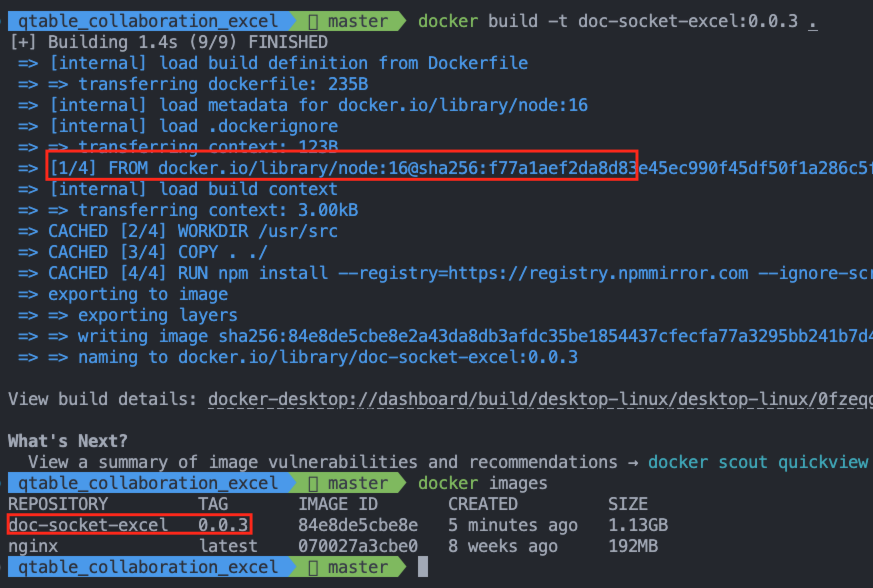 qtable_collaboration_excel master docker build -t doc-socket-excel:0.0.3 .
[+] Building 1.4s (9/9) FINISHED
=> [internal] load build definition from Dockerfile
=> => transferring dockerfile: 235B
=> [internal] load metadata for docker.io/library/node:16
=> [internal] load .dockerignore
=> => transferring context: 123B
=> [1/4] FROM docker.io/library/node:16@sha256:f77a1aef2da8d83e45ec990f45df50f1a286c5f
=> [internal] load build context
=> => transferring context: 3.00kB
=> CACHED [2/4] WORKDIR /usr/src
=> CACHED [3/4] COPY . ./
=> CACHED [4/4] RUN npm install --registry=https://registry.npmmirror.com --ignore-scr
=> exporting to image
=> => exporting layers
=> => writing image sha256:84e8de5cbe8e2a43da8db3afdc35be1854437cfecfa77a3295bb241b7d4
=> => naming to docker.io/library/doc-socket-excel:0.0.3
View build details: docker-desktop://dashboard/build/desktop-linux/desktop-linux/0fzeqg
What's Next?
View a summary of image vulnerabilities and recommendations → docker scout quickview
qtable_collaboration_excel master docker images
REPOSITORY TAG IMAGE ID CREATED SIZE
doc-socket-excel 0.0.3 84e8de5cbe8e 5 minutes ago 1.13GB
nginx latest 070027a3cbe0 8 weeks ago 192MB
qtable_collaboration_excel master